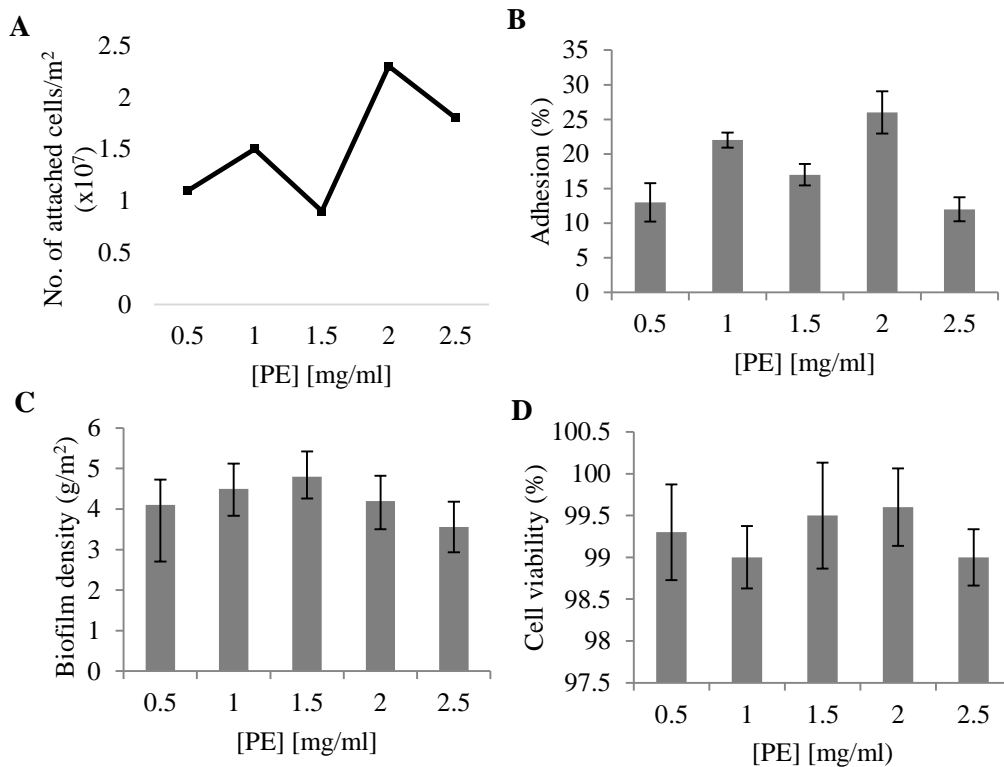 A
No. of attached cells/m²
(x10⁷)
2.5
2
1.5
1
0.5
0
0.5 1 1.5 2 2.5
[PE] [mg/ml]
B
Adhesion (%)
35
30
25
20
15
10
5
0
0.5 1 1.5 2 2.5
[PE] [mg/ml]
C
Biofilm density (g/m²)
6
5
4
3
2
1
0
0.5 1 1.5 2 2.5
[PE] [mg/ml]
D
Cell viability (%)
100.5
100
99.5
99
98.5
98
97.5
0.5 1 1.5 2 2.5
[PE] [mg/ml)